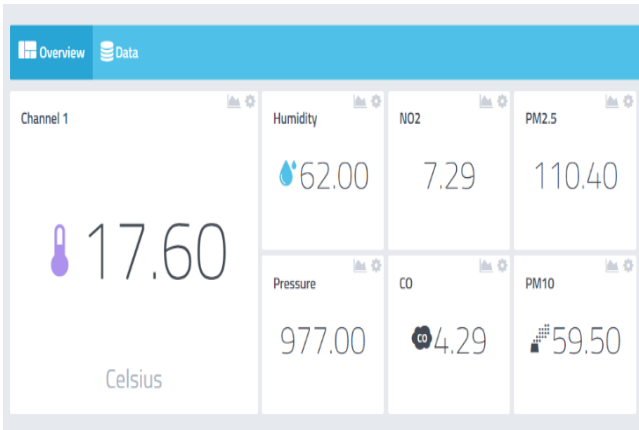 Overview Data
Channel 1
17.60
Celsius
Humidity
62.00
NO2
7.29
PM2.5
110.40
Pressure
977.00
CO
CO 4.29
PM10
59.50